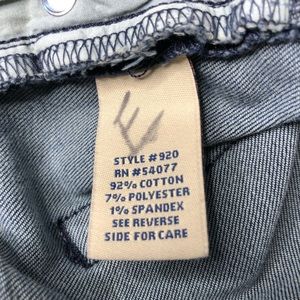 STYLE #920
RN #54077
92% COTTON
7% POLYESTER
1% SPANDEX
SEE REVERSE
SIDE FOR CARE